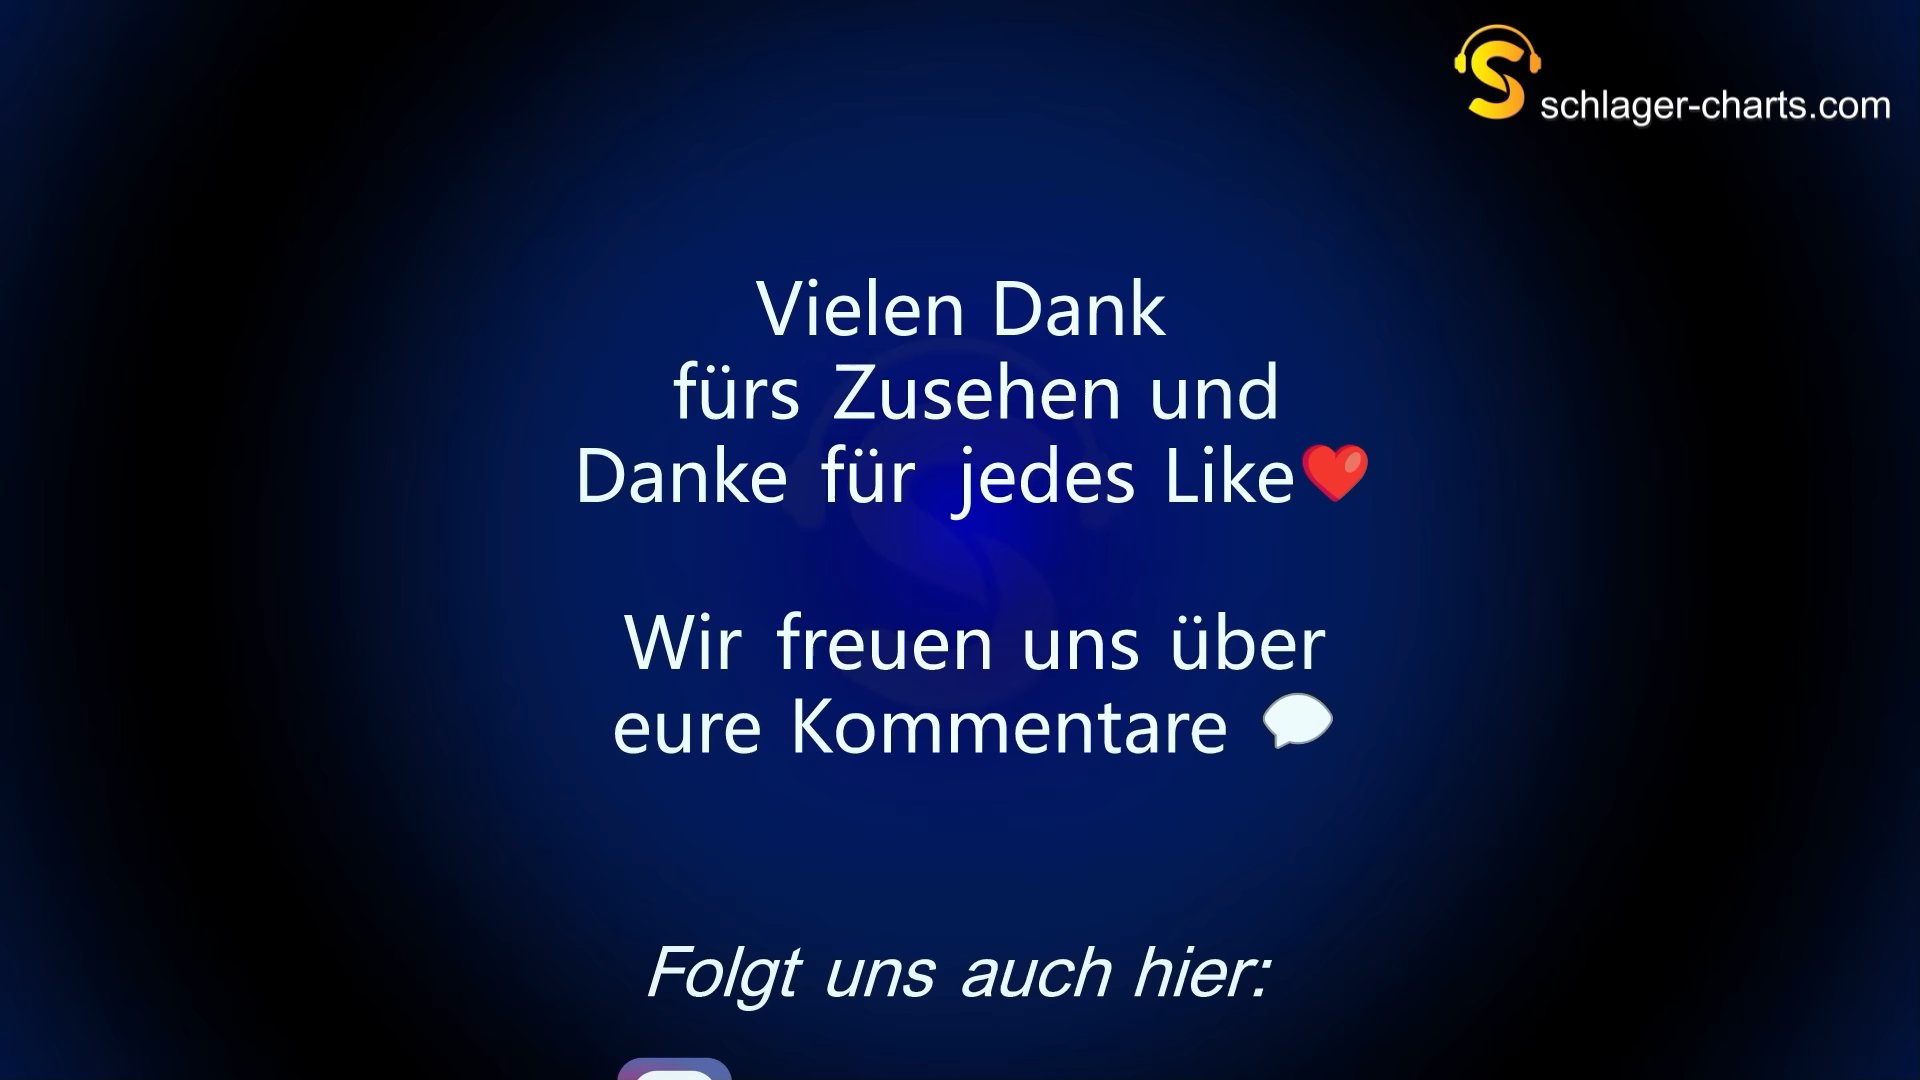 schlager-charts.com
Vielen Dank
fürs Zusehen und
Danke für jedes Like❤️
Wir freuen uns über
eure Kommentare 💬
Folgt uns auch hier: